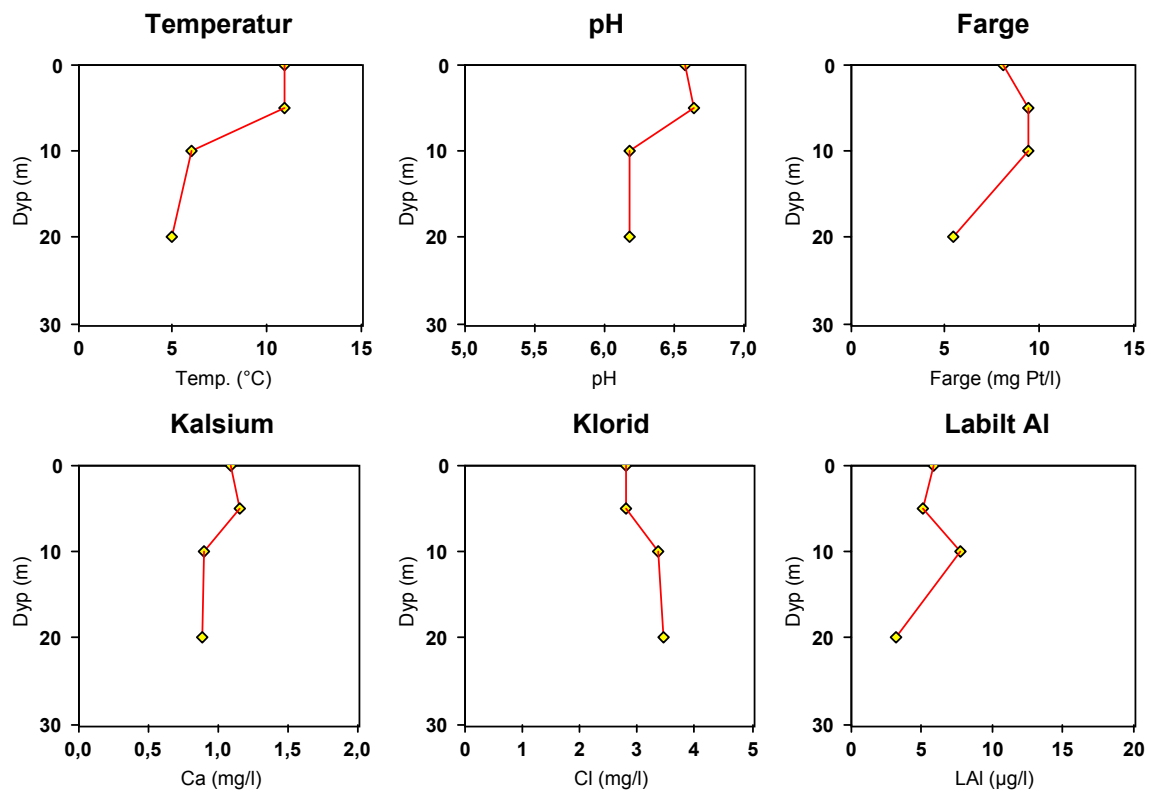 Temperatur
0
10
20
30
Dyp (m)
0 5 10 15
Temp. (°C)
pH
0
10
20
30
Dyp (m)
5,0 5,5 6,0 6,5 7,0
pH
Farge
0
10
20
30
Dyp (m)
0 5 10 15
Farge (mg Pt/l)
Kalsium
0
10
20
30
Dyp (m)
0,0 0,5 1,0 1,5 2,0
Ca (mg/l)
Klorid
0
10
20
30
Dyp (m)
0 1 2 3 4 5
Cl (mg/l)
Labilt Al
0
10
20
30
Dyp (m)
0 5 10 15 20
LAl (µg/l)